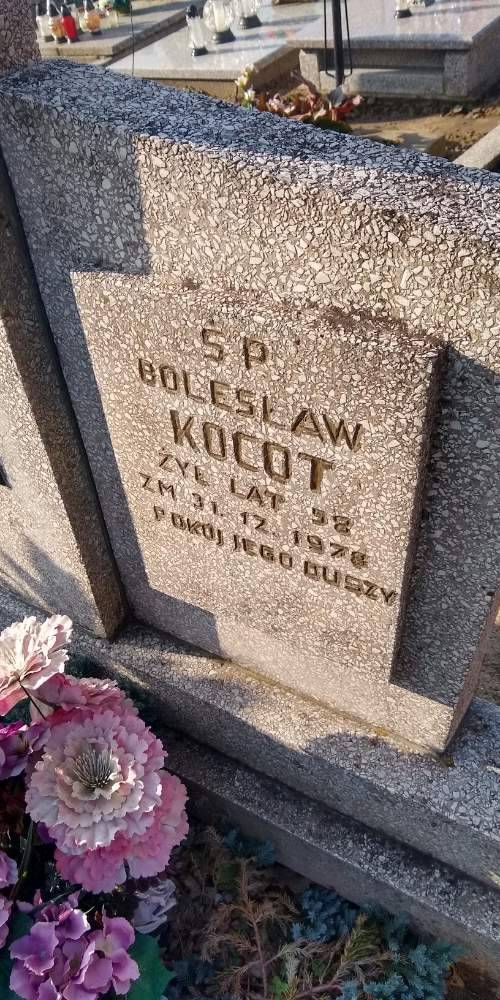 Ś P
BOLESŁAW
KOCOT
ŻYŁ LAT 58
ZM 31. 12. 1978
POKÓJ JEGO DUSZY